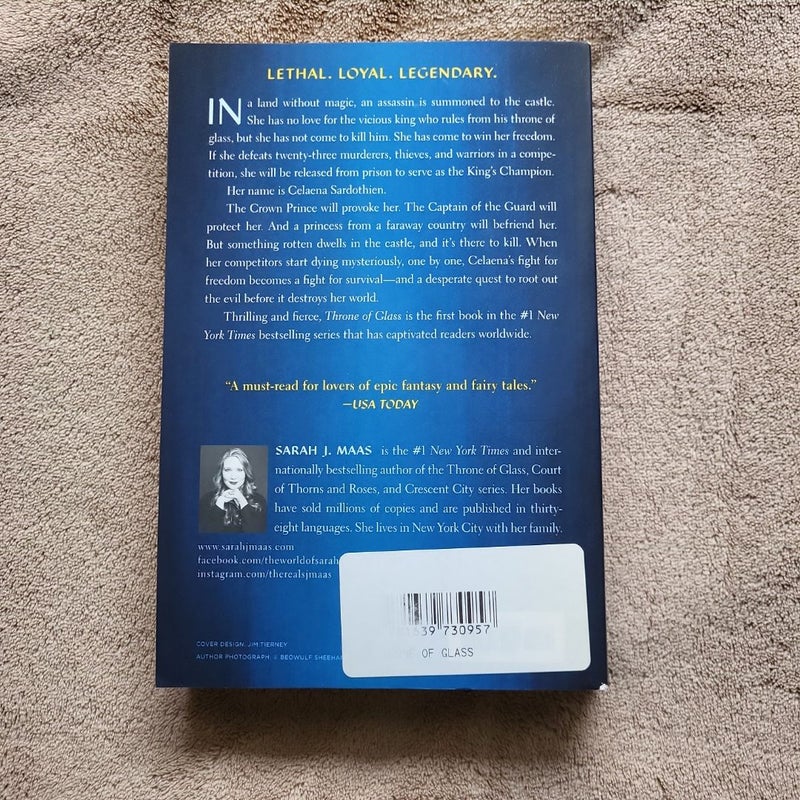 LETHAL. LOYAL. LEGENDARY.
IN a land without magic, an assassin is summoned to the castle.
She has no love for the vicious king who rules from his throne of
glass, but she has not come to kill him. She has come to win her freedom.
If she defeats twenty-three murderers, thieves, and warriors in a compe-
tition, she will be released from prison to serve as the King's Champion.
Her name is Celaena Sardothien.
The Crown Prince will provoke her. The Captain of the Guard will
protect her. And a princess from a faraway country will befriend her.
But something rotten dwells in the castle, and it's there to kill. When
her competitors start dying mysteriously, one by one, Celaena's fight for
freedom becomes a fight for survival—and a desperate quest to root out
the evil before it destroys her world.
Thrilling and fierce, Throne of Glass is the first book in the #1 New
York Times bestselling series that has captivated readers worldwide.
"A must-read for lovers of epic fantasy and fairy tales."
—USA TODAY
SARAH J. MAAS is the #1 New York Times and inter-
nationally bestselling author of the Throne of Glass, Court
of Thorns and Roses, and Crescent City series. Her books
have sold millions of copies and are published in thirty-
eight languages. She lives in New York City with her family.
www.sarahjmaas.com
facebook.com/theworldofsarah
instagram.com/therealsjmaas
639 730957
OF GLASS
COVER DESIGN: JIM TIERNEY
AUTHOR PHOTOGRAPH: © BEOWULF SHEEHAN